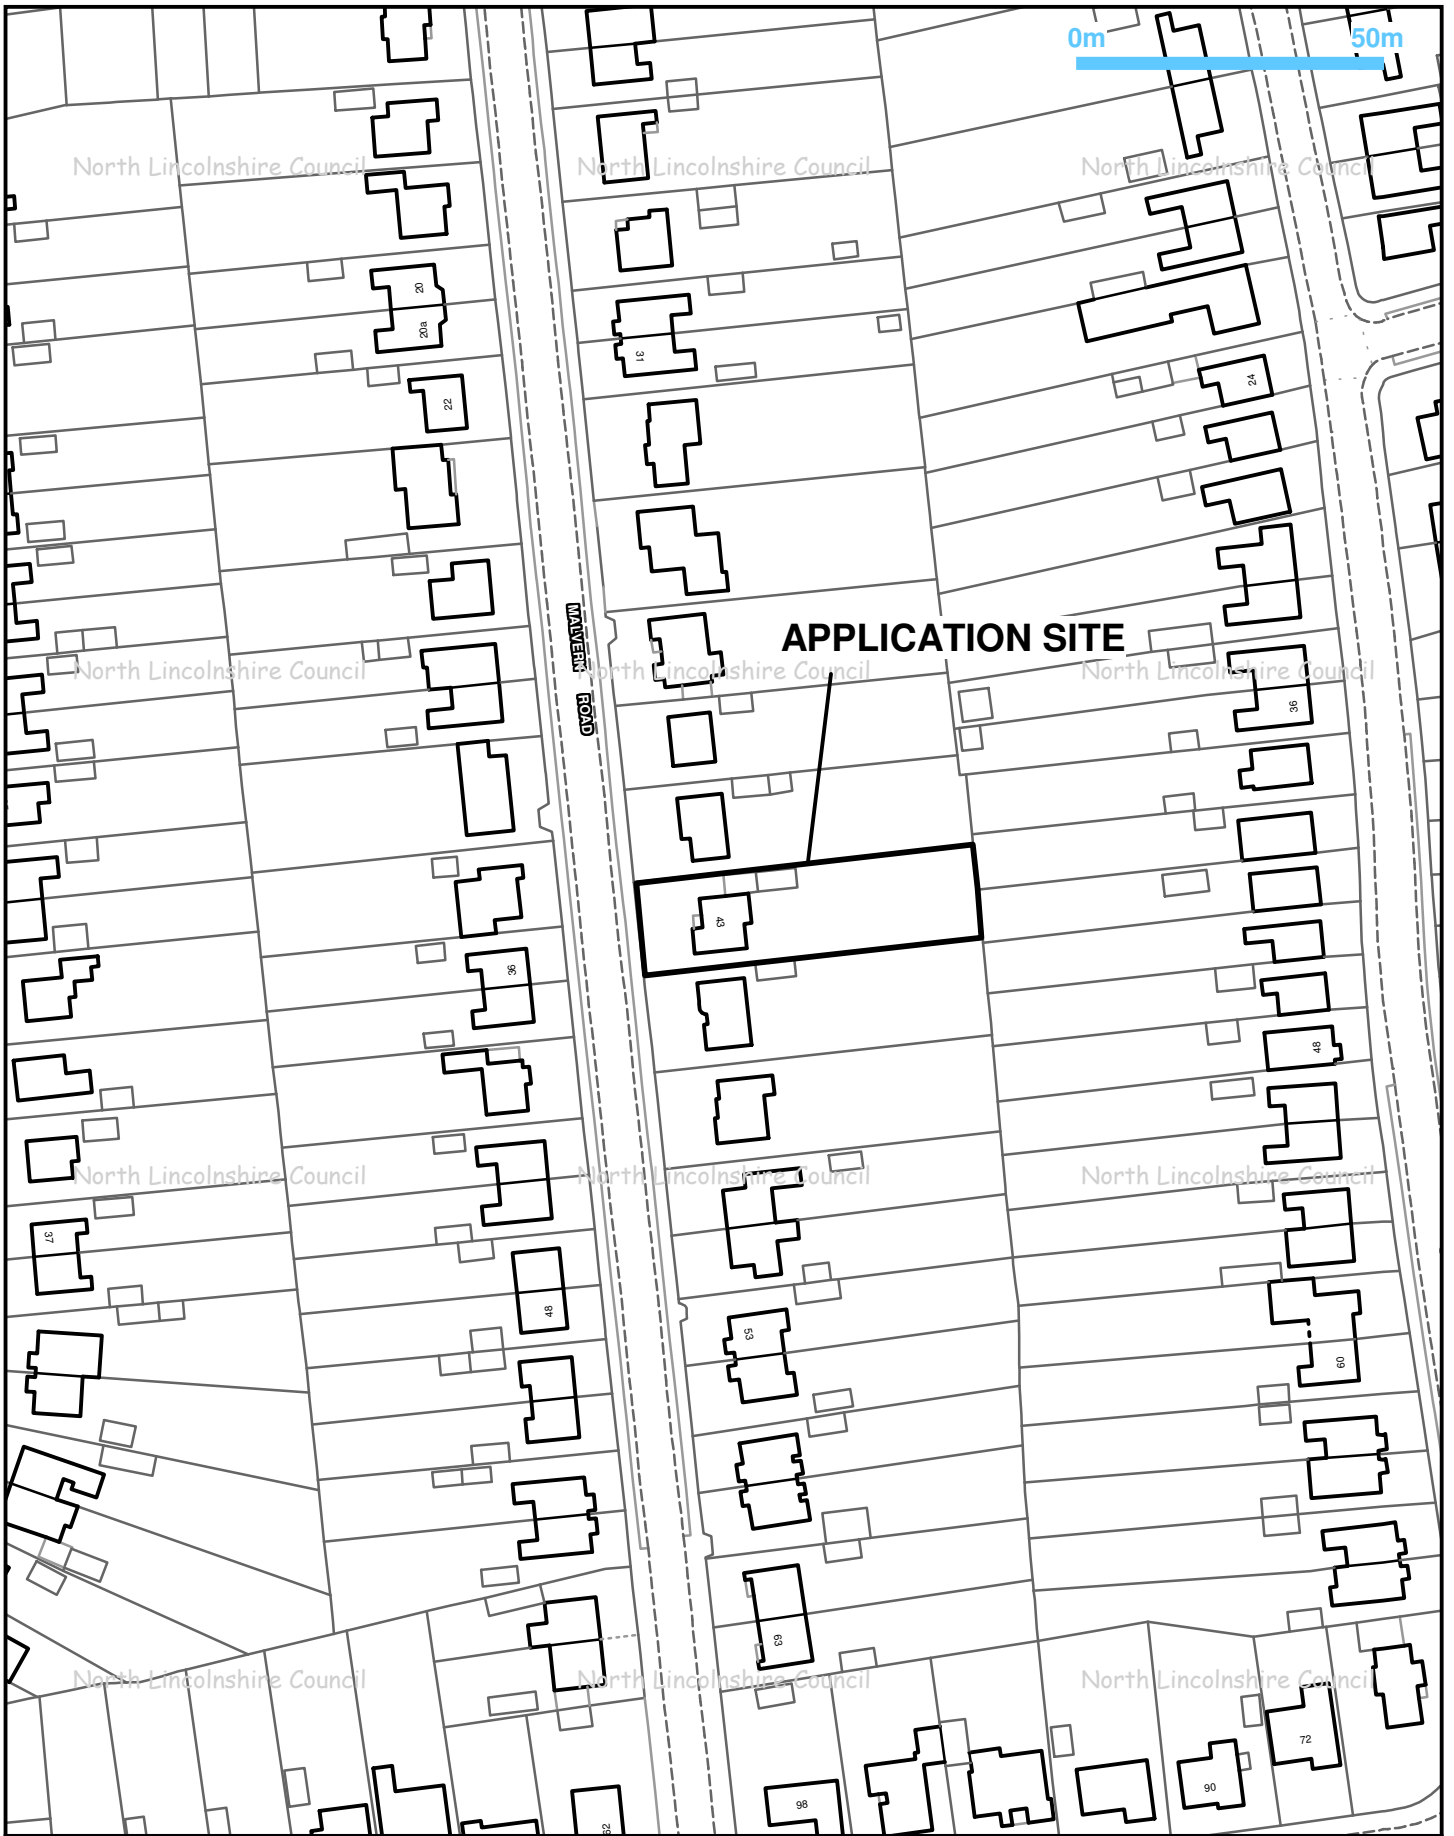 0m 50m
North Lincolnshire Council North Lincolnshire Council North Lincolnshire Council
20
20a
31
24
22
MALVERN ROAD
APPLICATION SITE
North Lincolnshire Council North Lincolnshire Council North Lincolnshire Council
36
43
36
48
North Lincolnshire Council North Lincolnshire Council North Lincolnshire Council
37
48
53
60
63
North Lincolnshire Council North Lincolnshire Council North Lincolnshire Council
72
90
98
62